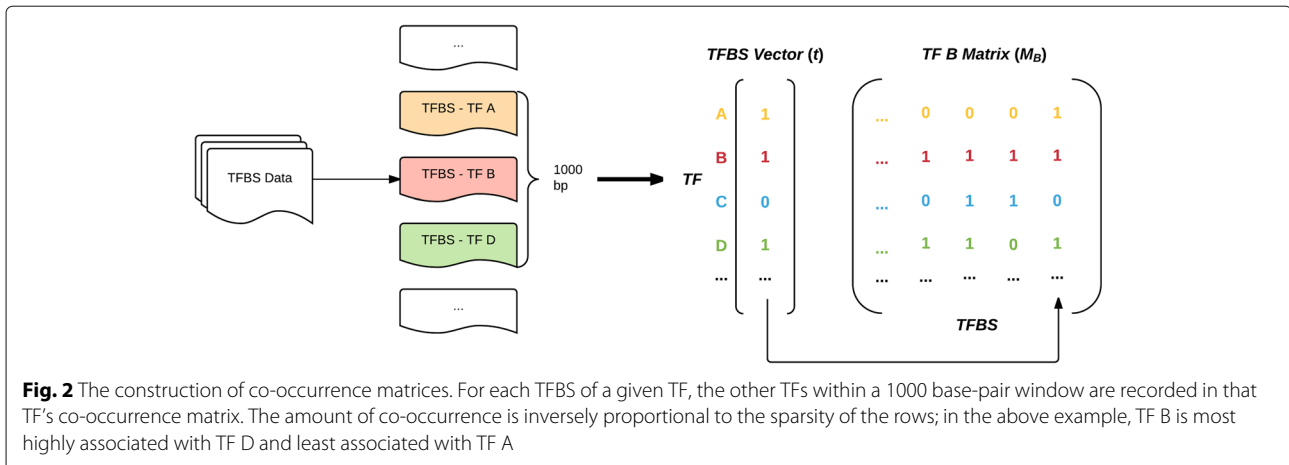 ...
TFBS - TF A
TFBS Data
TFBS - TF B
1000
bp
TFBS - TF D
...
TFBS Vector (t)
TF B Matrix (M_B)
TF
A 1
B 1
C 0
D 1
... ...
... 0 0 0 1
... 1 1 1 1
... 0 1 1 0
... 1 1 0 1
... ... ... ... ...
TFBS
Fig. 2 The construction of co-occurrence matrices. For each TFBS of a given TF, the other TFs within a 1000 base-pair window are recorded in that
TF's co-occurrence matrix. The amount of co-occurrence is inversely proportional to the sparsity of the rows; in the above example, TF B is most
highly associated with TF D and least associated with TF A